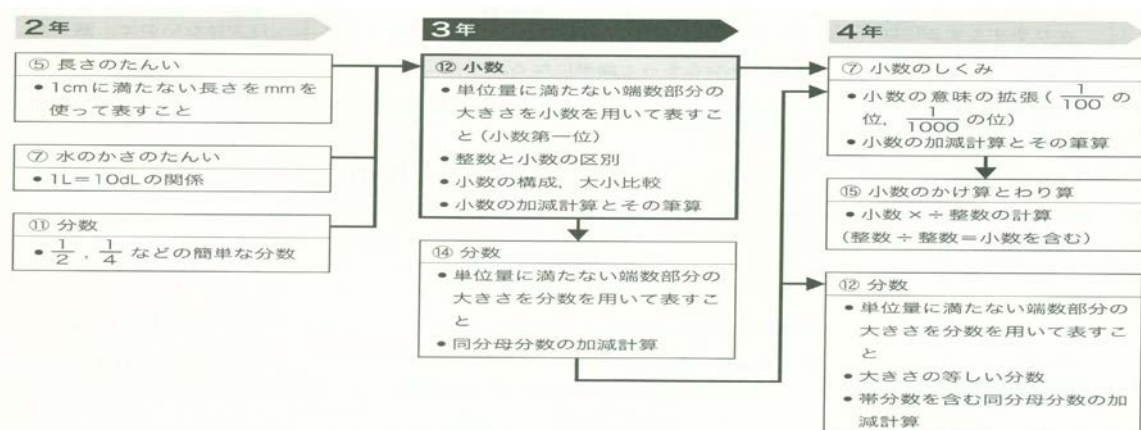 2年
⑤ 長さのたんい
• 1cmに満たない長さをmmを
使って表すこと
⑦ 水のかさのたんい
• 1L=10dLの関係
⑪ 分数
• 1/2, 1/4 などの簡単な分数
3年
⑫ 小数
• 単位量に満たない端数部分の
大きさを小数を用いて表すこ
と(小数第一位)
• 整数と小数の区別
• 小数の構成,大小比較
• 小数の加減計算とその筆算
⑭ 分数
• 単位量に満たない端数部分の
大きさを分数を用いて表すこ
と
• 同分母分数の加減計算
4年
⑦ 小数のしくみ
• 小数の意味の拡張(1/100 の
位,1/1000 の位)
• 小数の加減計算とその筆算
⑮ 小数のかけ算とわり算
• 小数×÷整数の計算
(整数÷整数=小数を含む)
⑫ 分数
• 単位量に満たない端数部分の
大きさを分数を用いて表すこ
と
• 大きさの等しい分数
• 帯分数を含む同分母分数の加
減計算